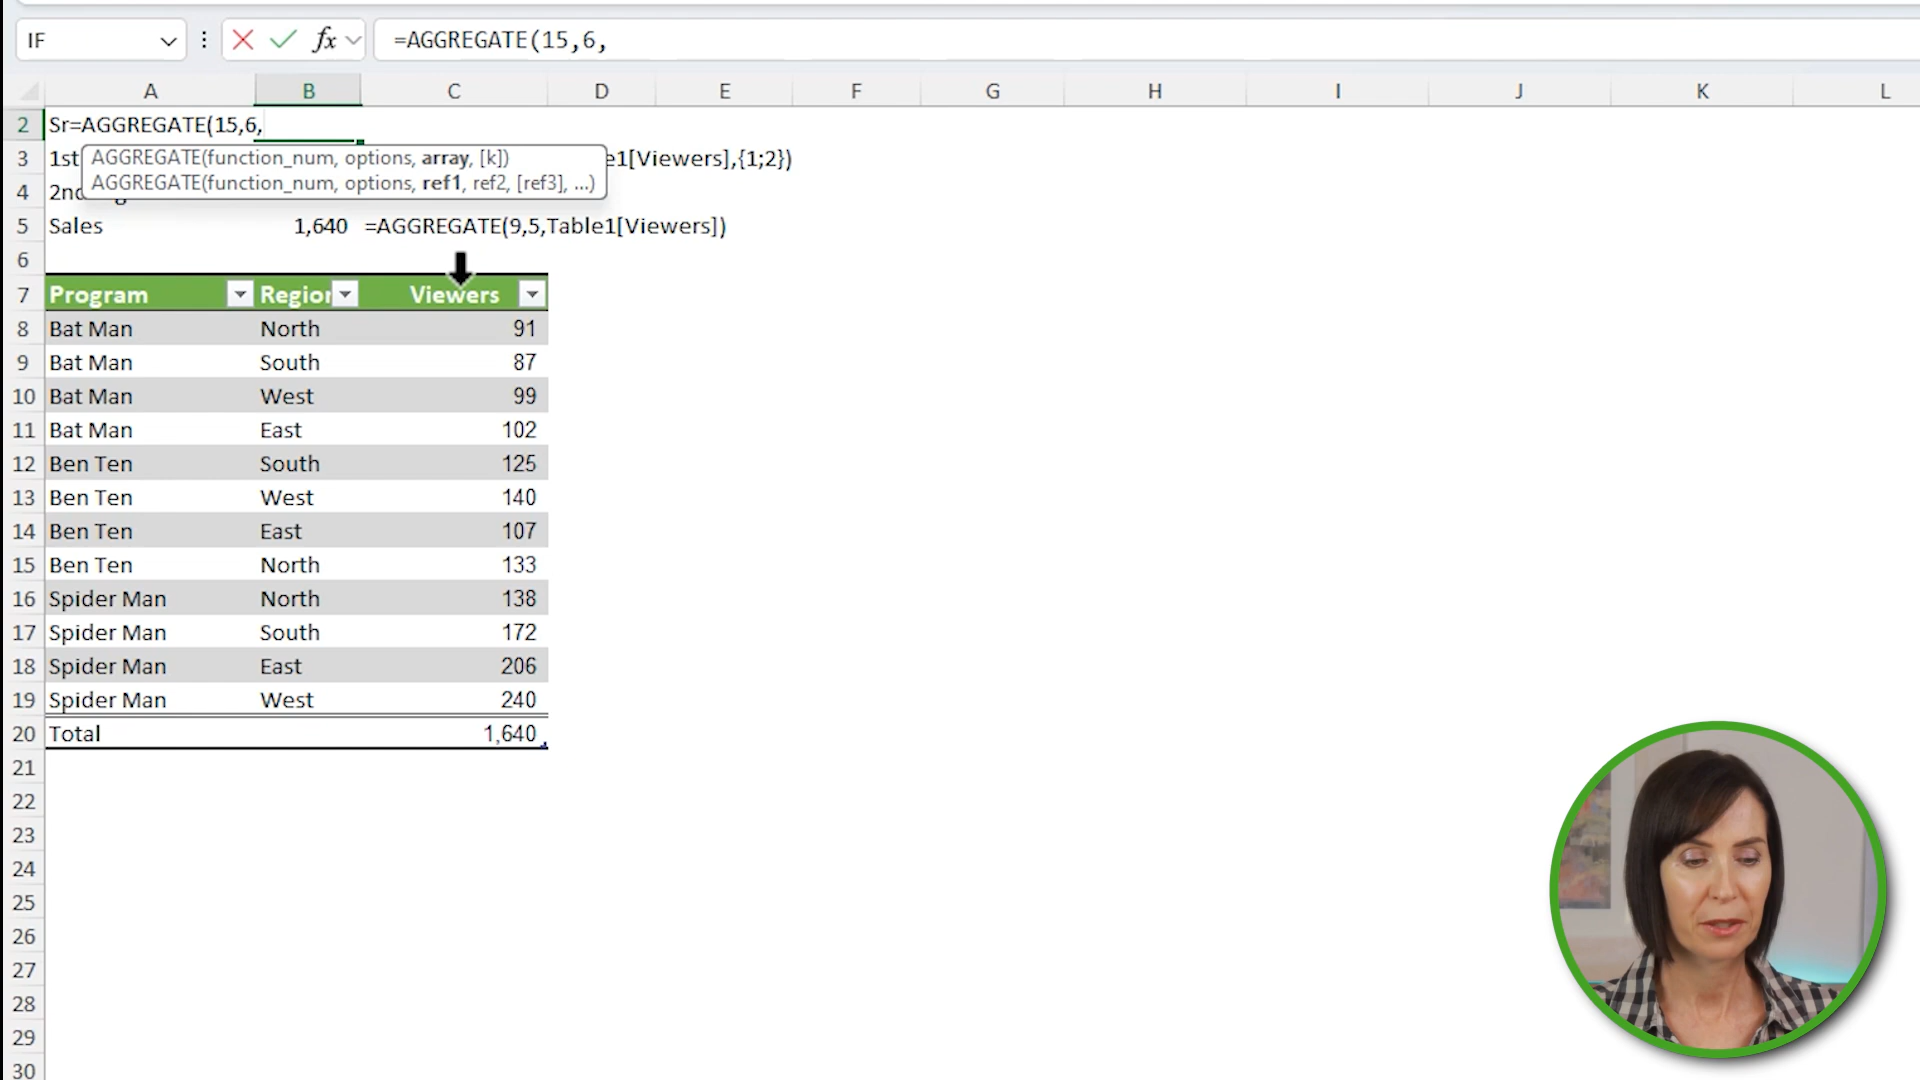 IF fx =AGGREGATE(15,6,
A B C D E F G H I J K L
2 Sr=AGGREGATE(15,6,
AGGREGATE(function_num, options, array, [k])
AGGREGATE(function_num, options, ref1, ref2, [ref3], ...)
3 1st e1[Viewers],{1;2})
4
5 Sales 1,640 =AGGREGATE(9,5,Table1[Viewers])
6
7 Program Region Viewers
8 Bat Man North 91
9 Bat Man South 87
10 Bat Man West 99
11 Bat Man East 102
12 Ben Ten South 125
13 Ben Ten West 140
14 Ben Ten East 107
15 Ben Ten North 133
16 Spider Man North 138
17 Spider Man South 172
18 Spider Man East 206
19 Spider Man West 240
20 Total 1,640
21
22
23
24
25
26
27
28
29
30